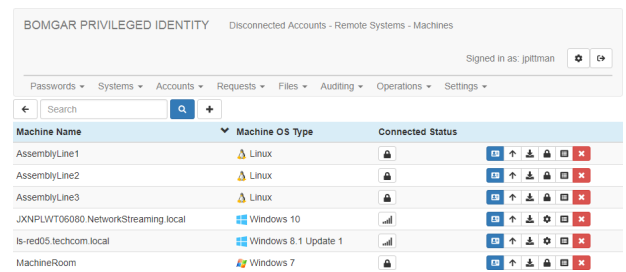 BOMGAR PRIVILEGED IDENTITY Disconnected Accounts - Remote Systems - Machines
Signed in as: jpittman
Passwords Systems Accounts Requests Files Auditing Operations Settings
Search
Machine Name Machine OS Type Connected Status
AssemblyLine1 Linux
AssemblyLine2 Linux
AssemblyLine3 Linux
JXNPLWT06080.NetworkStreaming.local Windows 10
ls-red05.techcom.local Windows 8.1 Update 1
MachineRoom Windows 7